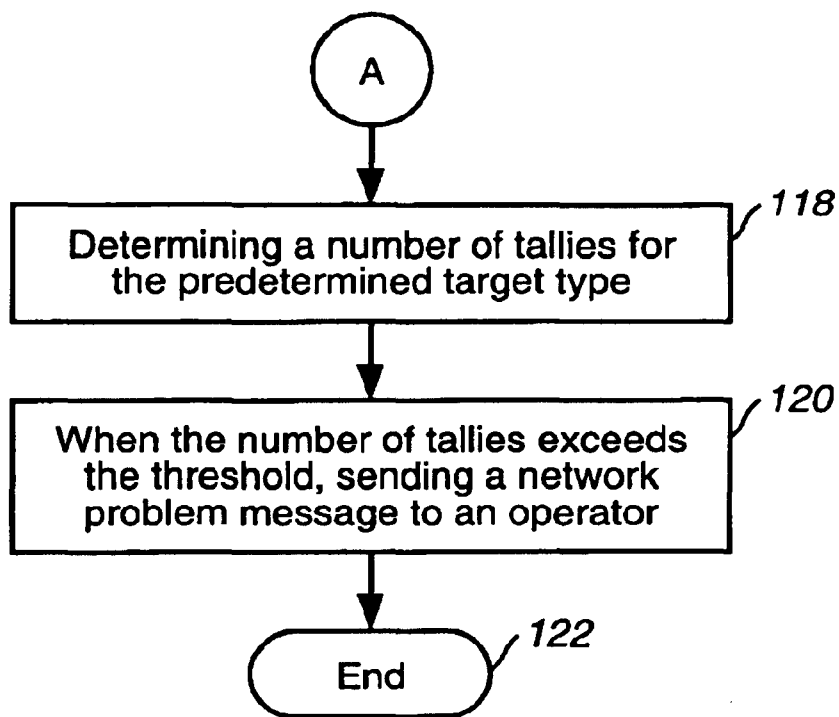 A
118
Determining a number of tallies for
the predetermined target type
120
When the number of tallies exceeds
the threshold, sending a network
problem message to an operator
122
End